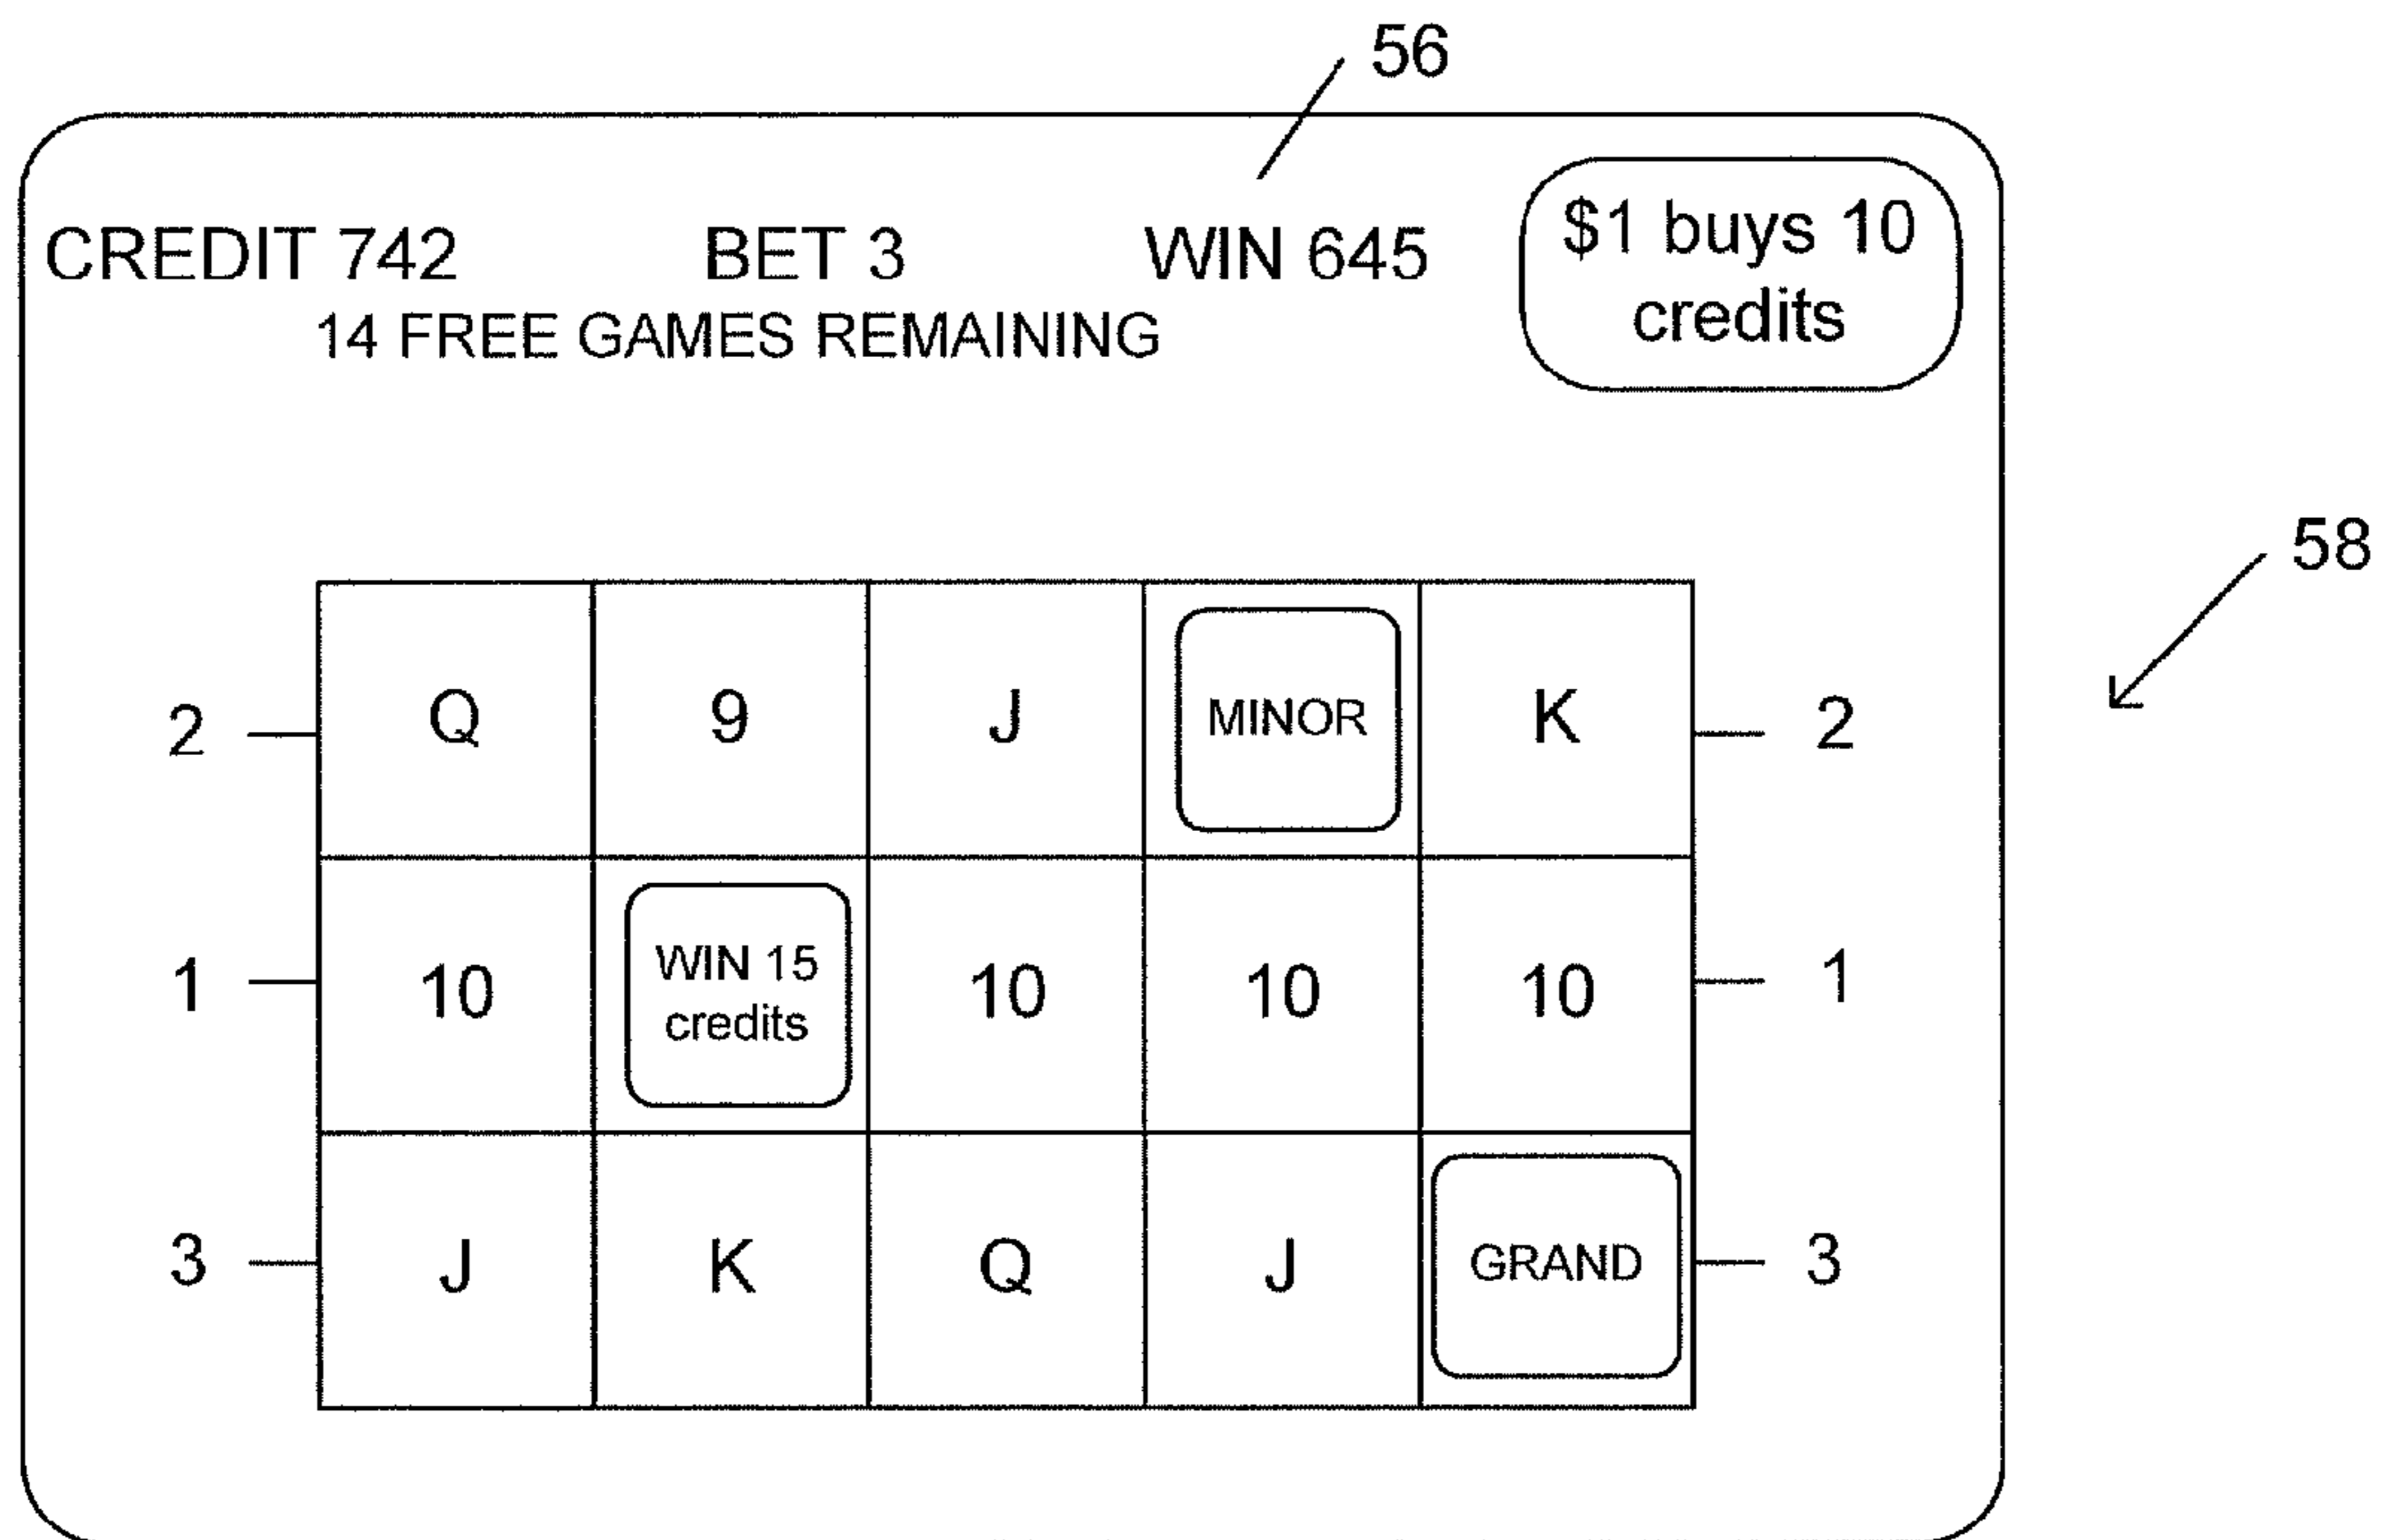 56
CREDIT 742 BET 3 WIN 645
14 FREE GAMES REMAINING
$1 buys 10
credits
58
2 Q 9 J MINOR K 2
1 10 WIN 15 credits 10 10 10 1
3 J K Q J GRAND 3